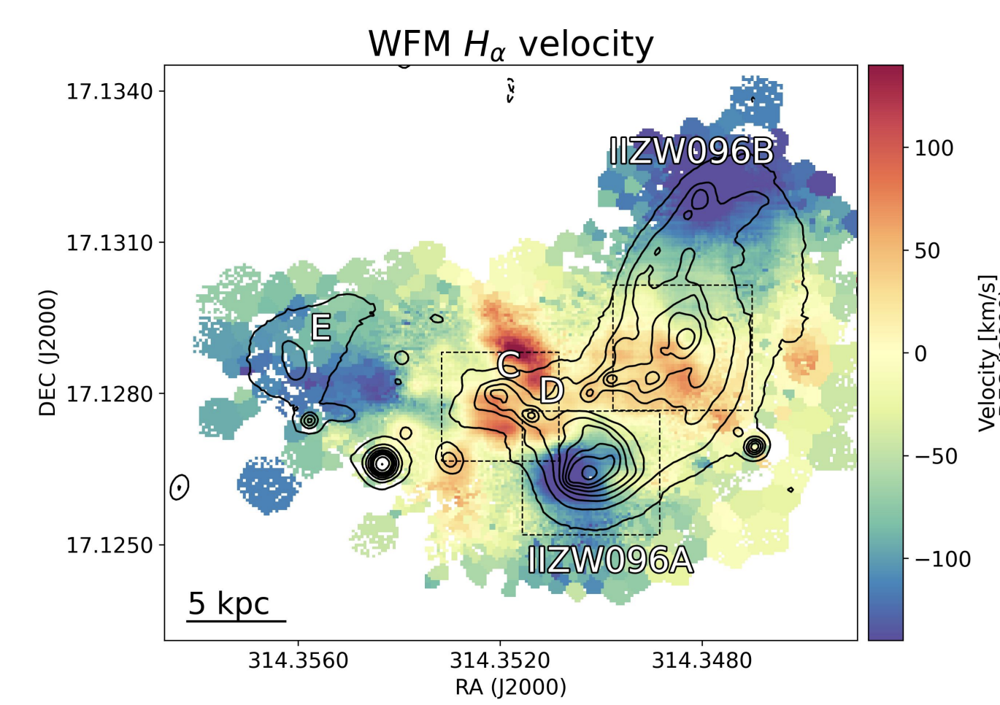 WFM Hα velocity
17.1340
17.1310
17.1280
17.1250
DEC (J2000)
IIZW096B
E
C
D
IIZW096A
5 kpc
314.3560
314.3520
314.3480
RA (J2000)
100
50
0
−50
−100
Velocity [km/s]